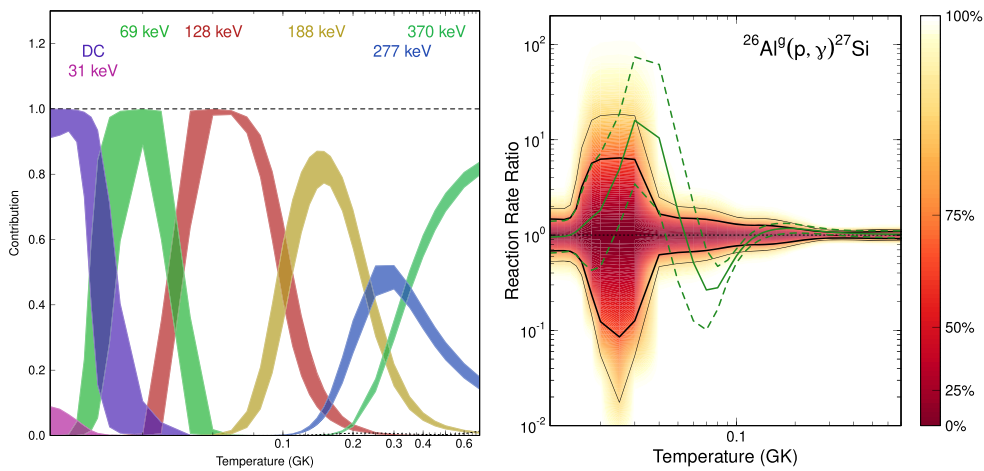 69 keV 128 keV 188 keV 370 keV
DC 277 keV
31 keV
1.2
1.0
0.8
0.6
0.4
0.2
0.0
Contribution
0.1 0.2 0.3 0.4 0.6
Temperature (GK)
²⁶Alᵍ(p, γ)²⁷Si
10²
10¹
10⁰
10⁻¹
10⁻²
Reaction Rate Ratio
0.1
Temperature (GK)
100%
75%
50%
25%
0%